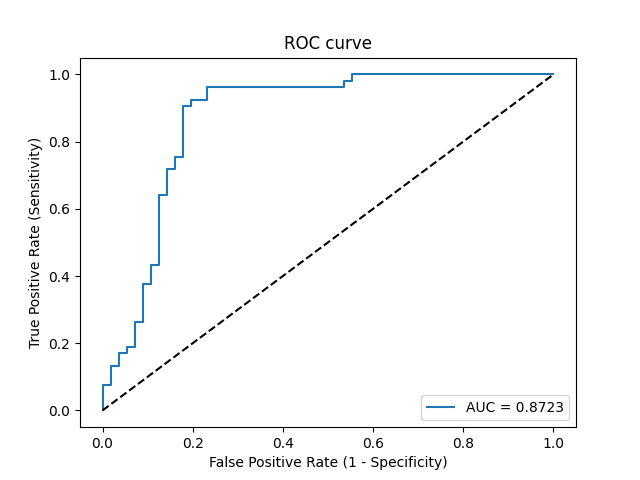 ROC curve
True Positive Rate (Sensitivity)
1.0
0.8
0.6
0.4
0.2
0.0
AUC = 0.8723
0.0 0.2 0.4 0.6 0.8 1.0
False Positive Rate (1 - Specificity)